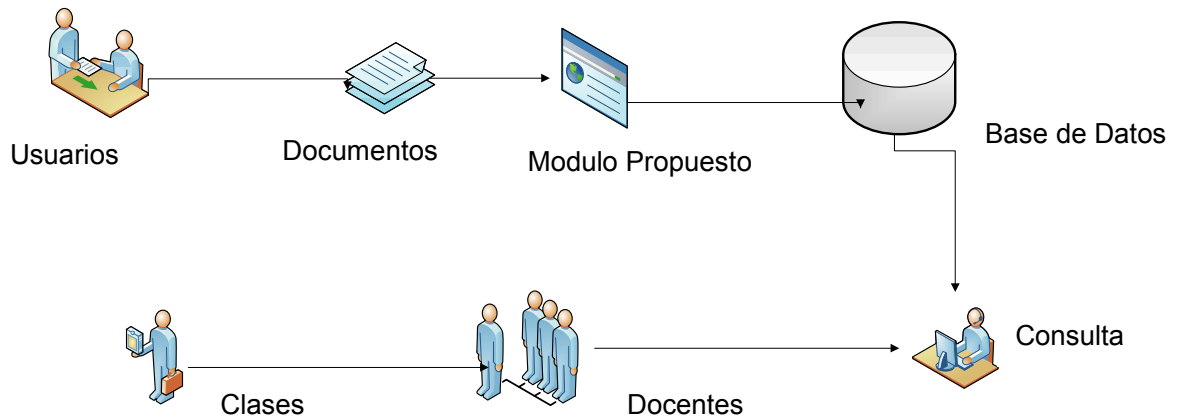 Usuarios
Documentos
Modulo Propuesto
Base de Datos
Consulta
Clases
Docentes